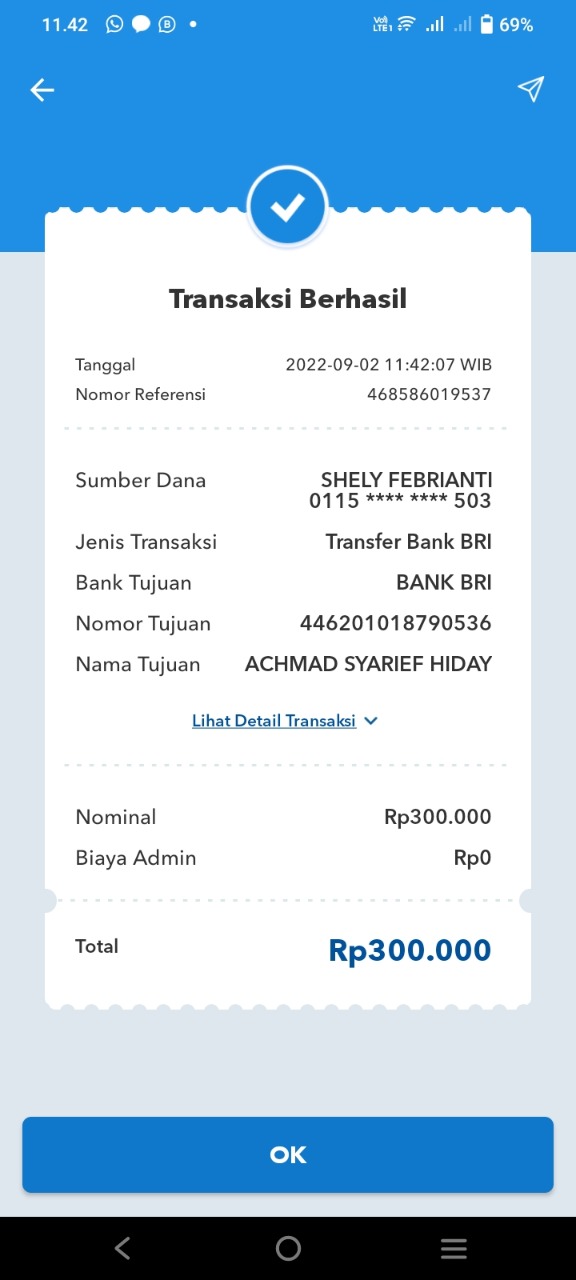 11.42
VoLTE1
69%
Transaksi Berhasil
Tanggal 2022-09-02 11:42:07 WIB
Nomor Referensi 468586019537
Sumber Dana SHELY FEBRIANTI
0115 **** **** 503
Jenis Transaksi Transfer Bank BRI
Bank Tujuan BANK BRI
Nomor Tujuan 446201018790536
Nama Tujuan ACHMAD SYARIEF HIDAY
Lihat Detail Transaksi
Nominal Rp300.000
Biaya Admin Rp0
Total Rp300.000
OK